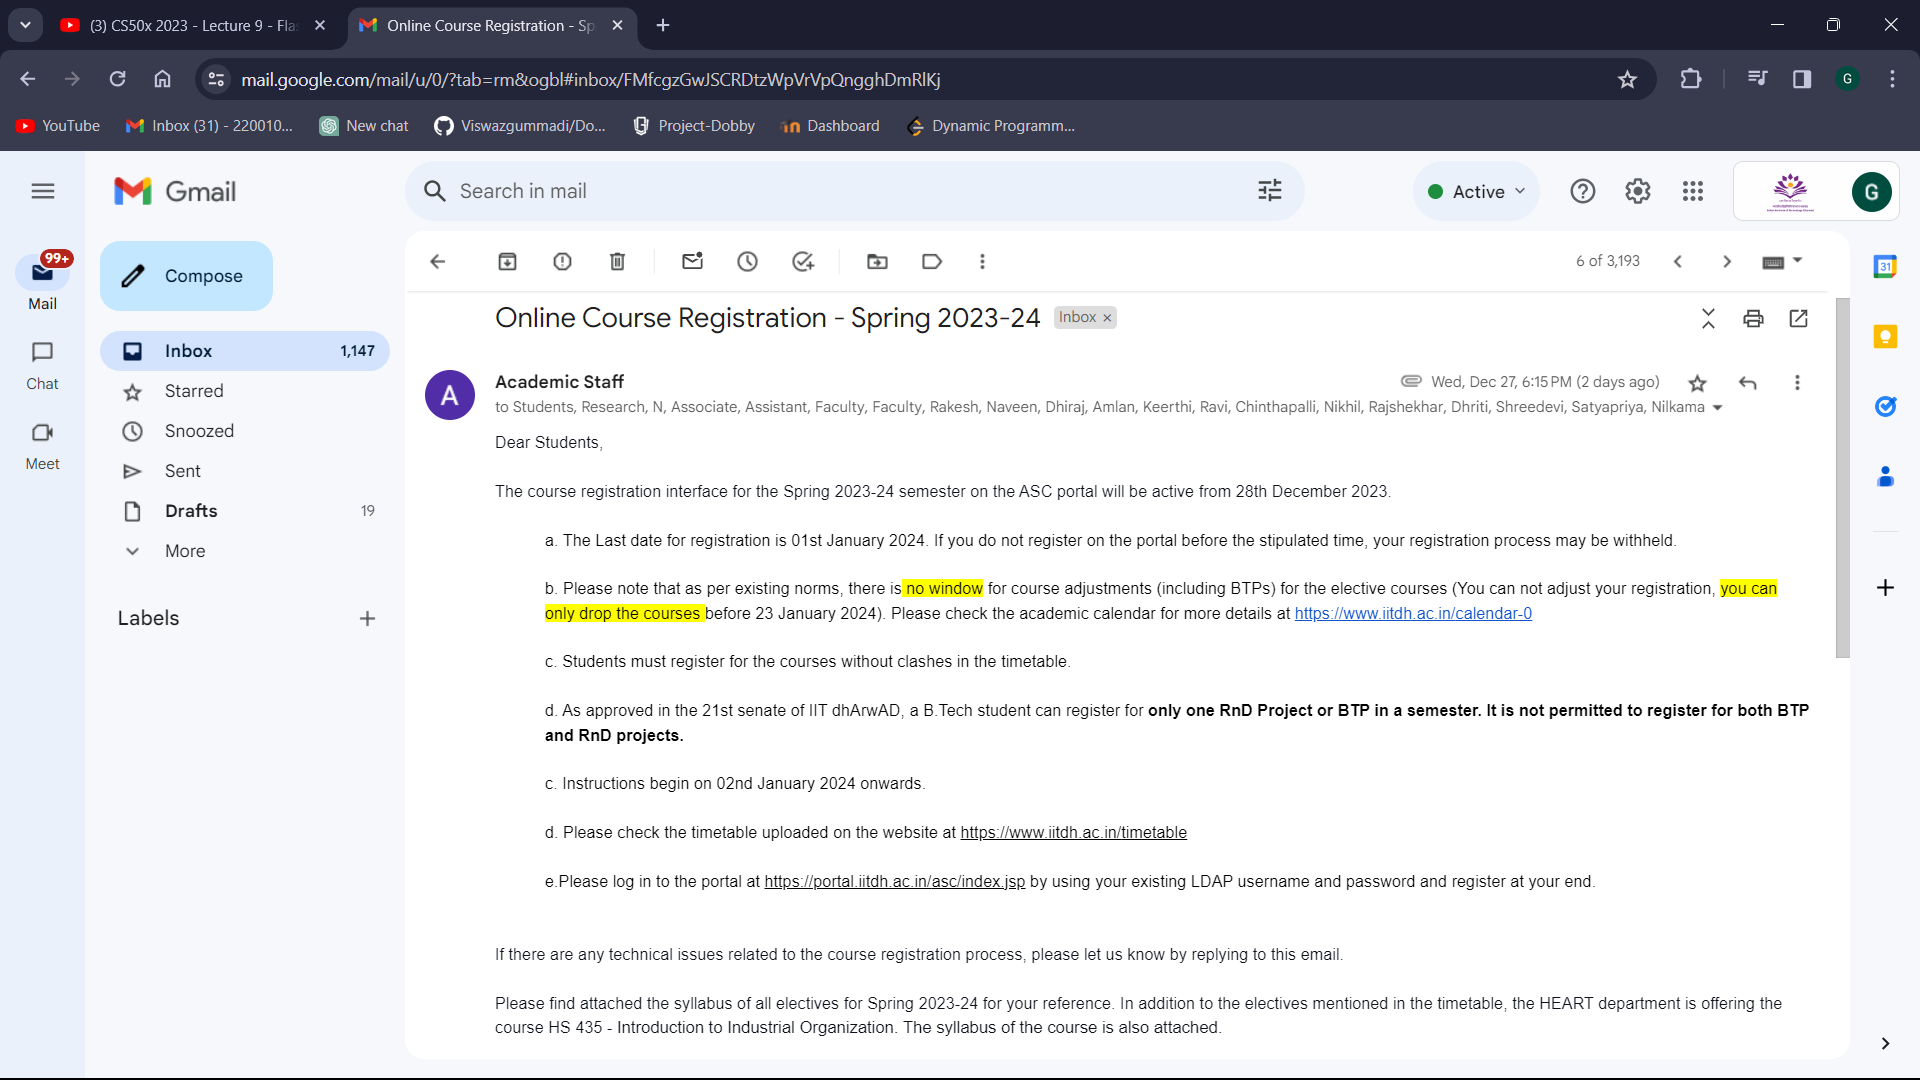 (3) CS50x 2023 - Lecture 9 - Fla
Online Course Registration - Sp
mail.google.com/mail/u/0/?tab=rm&ogbl#inbox/FMfcgzGwJSCRDtzWpVrVpQngghDmRlKj
G
YouTube
Inbox (31) - 220010...
New chat
Viswazgummadi/Do...
Project-Dobby
Dashboard
Dynamic Programm...
Gmail
Search in mail
Active
G
99+
Mail
Chat
Meet
Compose
Inbox 1,147
Starred
Snoozed
Sent
Drafts 19
More
Labels
6 of 3,193
31
Online Course Registration - Spring 2023-24 Inbox ×
A
Academic Staff
Wed, Dec 27, 6:15 PM (2 days ago)
to Students, Research, N, Associate, Assistant, Faculty, Faculty, Rakesh, Naveen, Dhiraj, Amlan, Keerthi, Ravi, Chinthapalli, Nikhil, Rajshekhar, Dhriti, Shreedevi, Satyapriya, Nilkama
Dear Students,
The course registration interface for the Spring 2023-24 semester on the ASC portal will be active from 28th December 2023.
a. The Last date for registration is 01st January 2024. If you do not register on the portal before the stipulated time, your registration process may be withheld.
b. Please note that as per existing norms, there is no window for course adjustments (including BTPs) for the elective courses (You can not adjust your registration, you can
only drop the courses before 23 January 2024). Please check the academic calendar for more details at https://www.iitdh.ac.in/calendar-0
c. Students must register for the courses without clashes in the timetable.
d. As approved in the 21st senate of IIT dhArwAD, a B.Tech student can register for only one RnD Project or BTP in a semester. It is not permitted to register for both BTP
and RnD projects.
c. Instructions begin on 02nd January 2024 onwards.
d. Please check the timetable uploaded on the website at https://www.iitdh.ac.in/timetable
e.Please log in to the portal at https://portal.iitdh.ac.in/asc/index.jsp by using your existing LDAP username and password and register at your end.
If there are any technical issues related to the course registration process, please let us know by replying to this email.
Please find attached the syllabus of all electives for Spring 2023-24 for your reference. In addition to the electives mentioned in the timetable, the HEART department is offering the
course HS 435 - Introduction to Industrial Organization. The syllabus of the course is also attached.